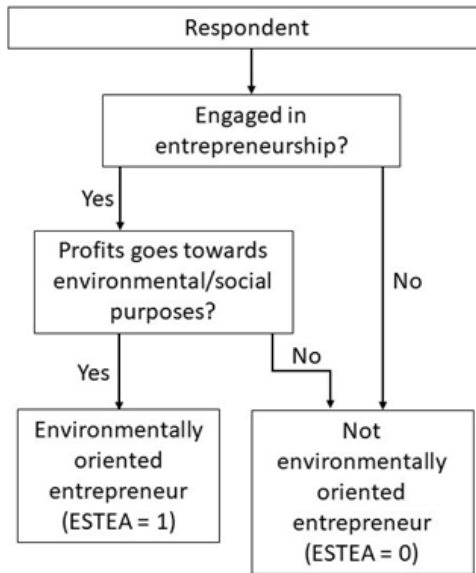 Respondent
Engaged in
entrepreneurship?
Yes
Profits goes towards
environmental/social
purposes?
No
No
Yes
Environmentally
oriented
entrepreneur
(ESTEA = 1)
Not
environmentally
oriented
entrepreneur
(ESTEA = 0)